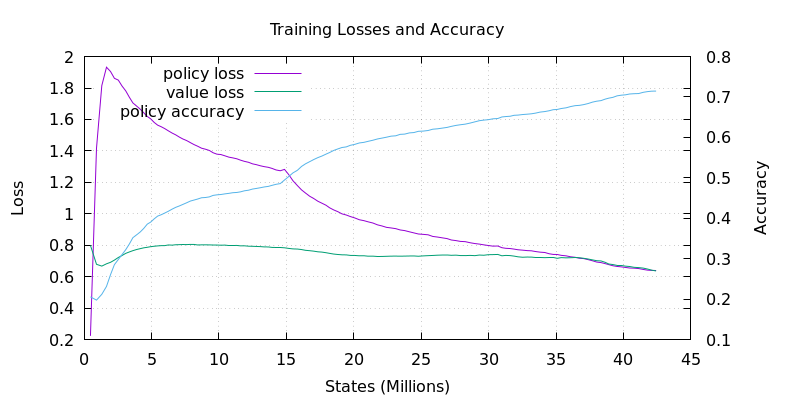 Training Losses and Accuracy
policy loss
value loss
policy accuracy
2
1.8
1.6
1.4
1.2
1
0.8
0.6
0.4
0.2
0.8
0.7
0.6
0.5
0.4
0.3
0.2
0.1
Loss
Accuracy
0 5 10 15 20 25 30 35 40 45
States (Millions)